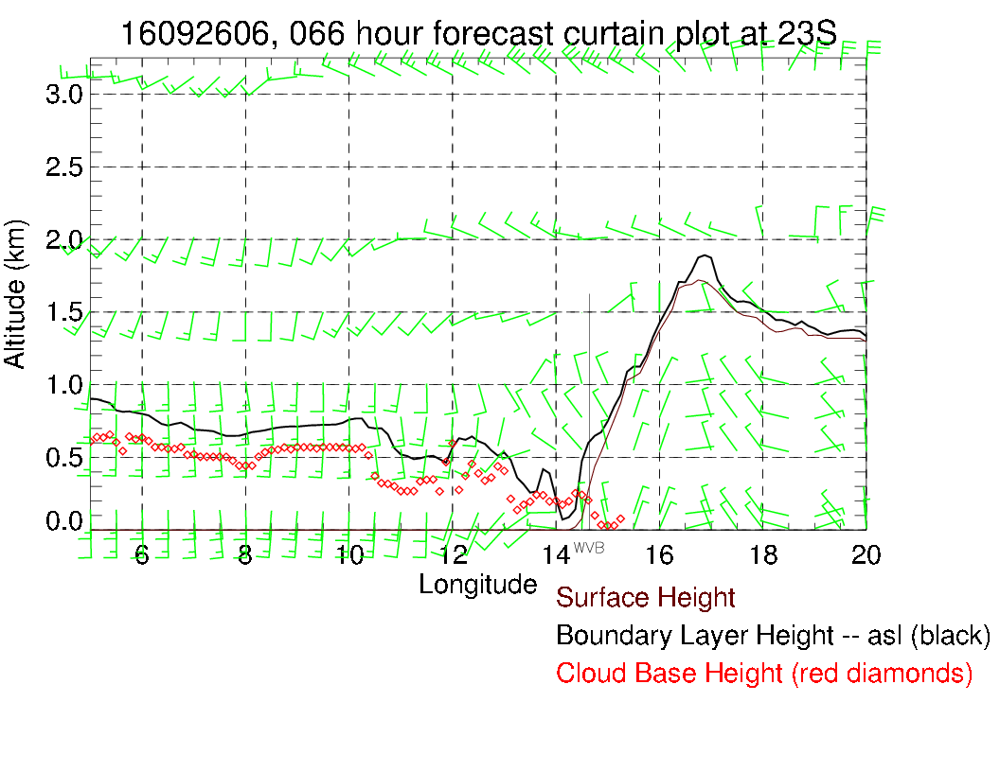 16092606, 066 hour forecast curtain plot at 23S
3.0
2.5
2.0
1.5
1.0
0.5
0.0
Altitude (km)
6 8 10 12 14 16 18 20
WVB
Longitude
Surface Height
Boundary Layer Height -- asl (black)
Cloud Base Height (red diamonds)